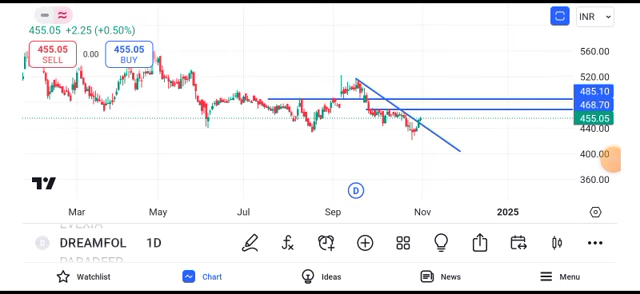 455.05 +2.25 (+0.50%)
INR
455.05
SELL
0.00
455.05
BUY
560.00
520.00
485.10
468.70
455.05
440.00
400.00
360.00
D
Mar May Jul Sep Nov 2025
D DREAMFOL 1D
Watchlist Chart Ideas News Menu